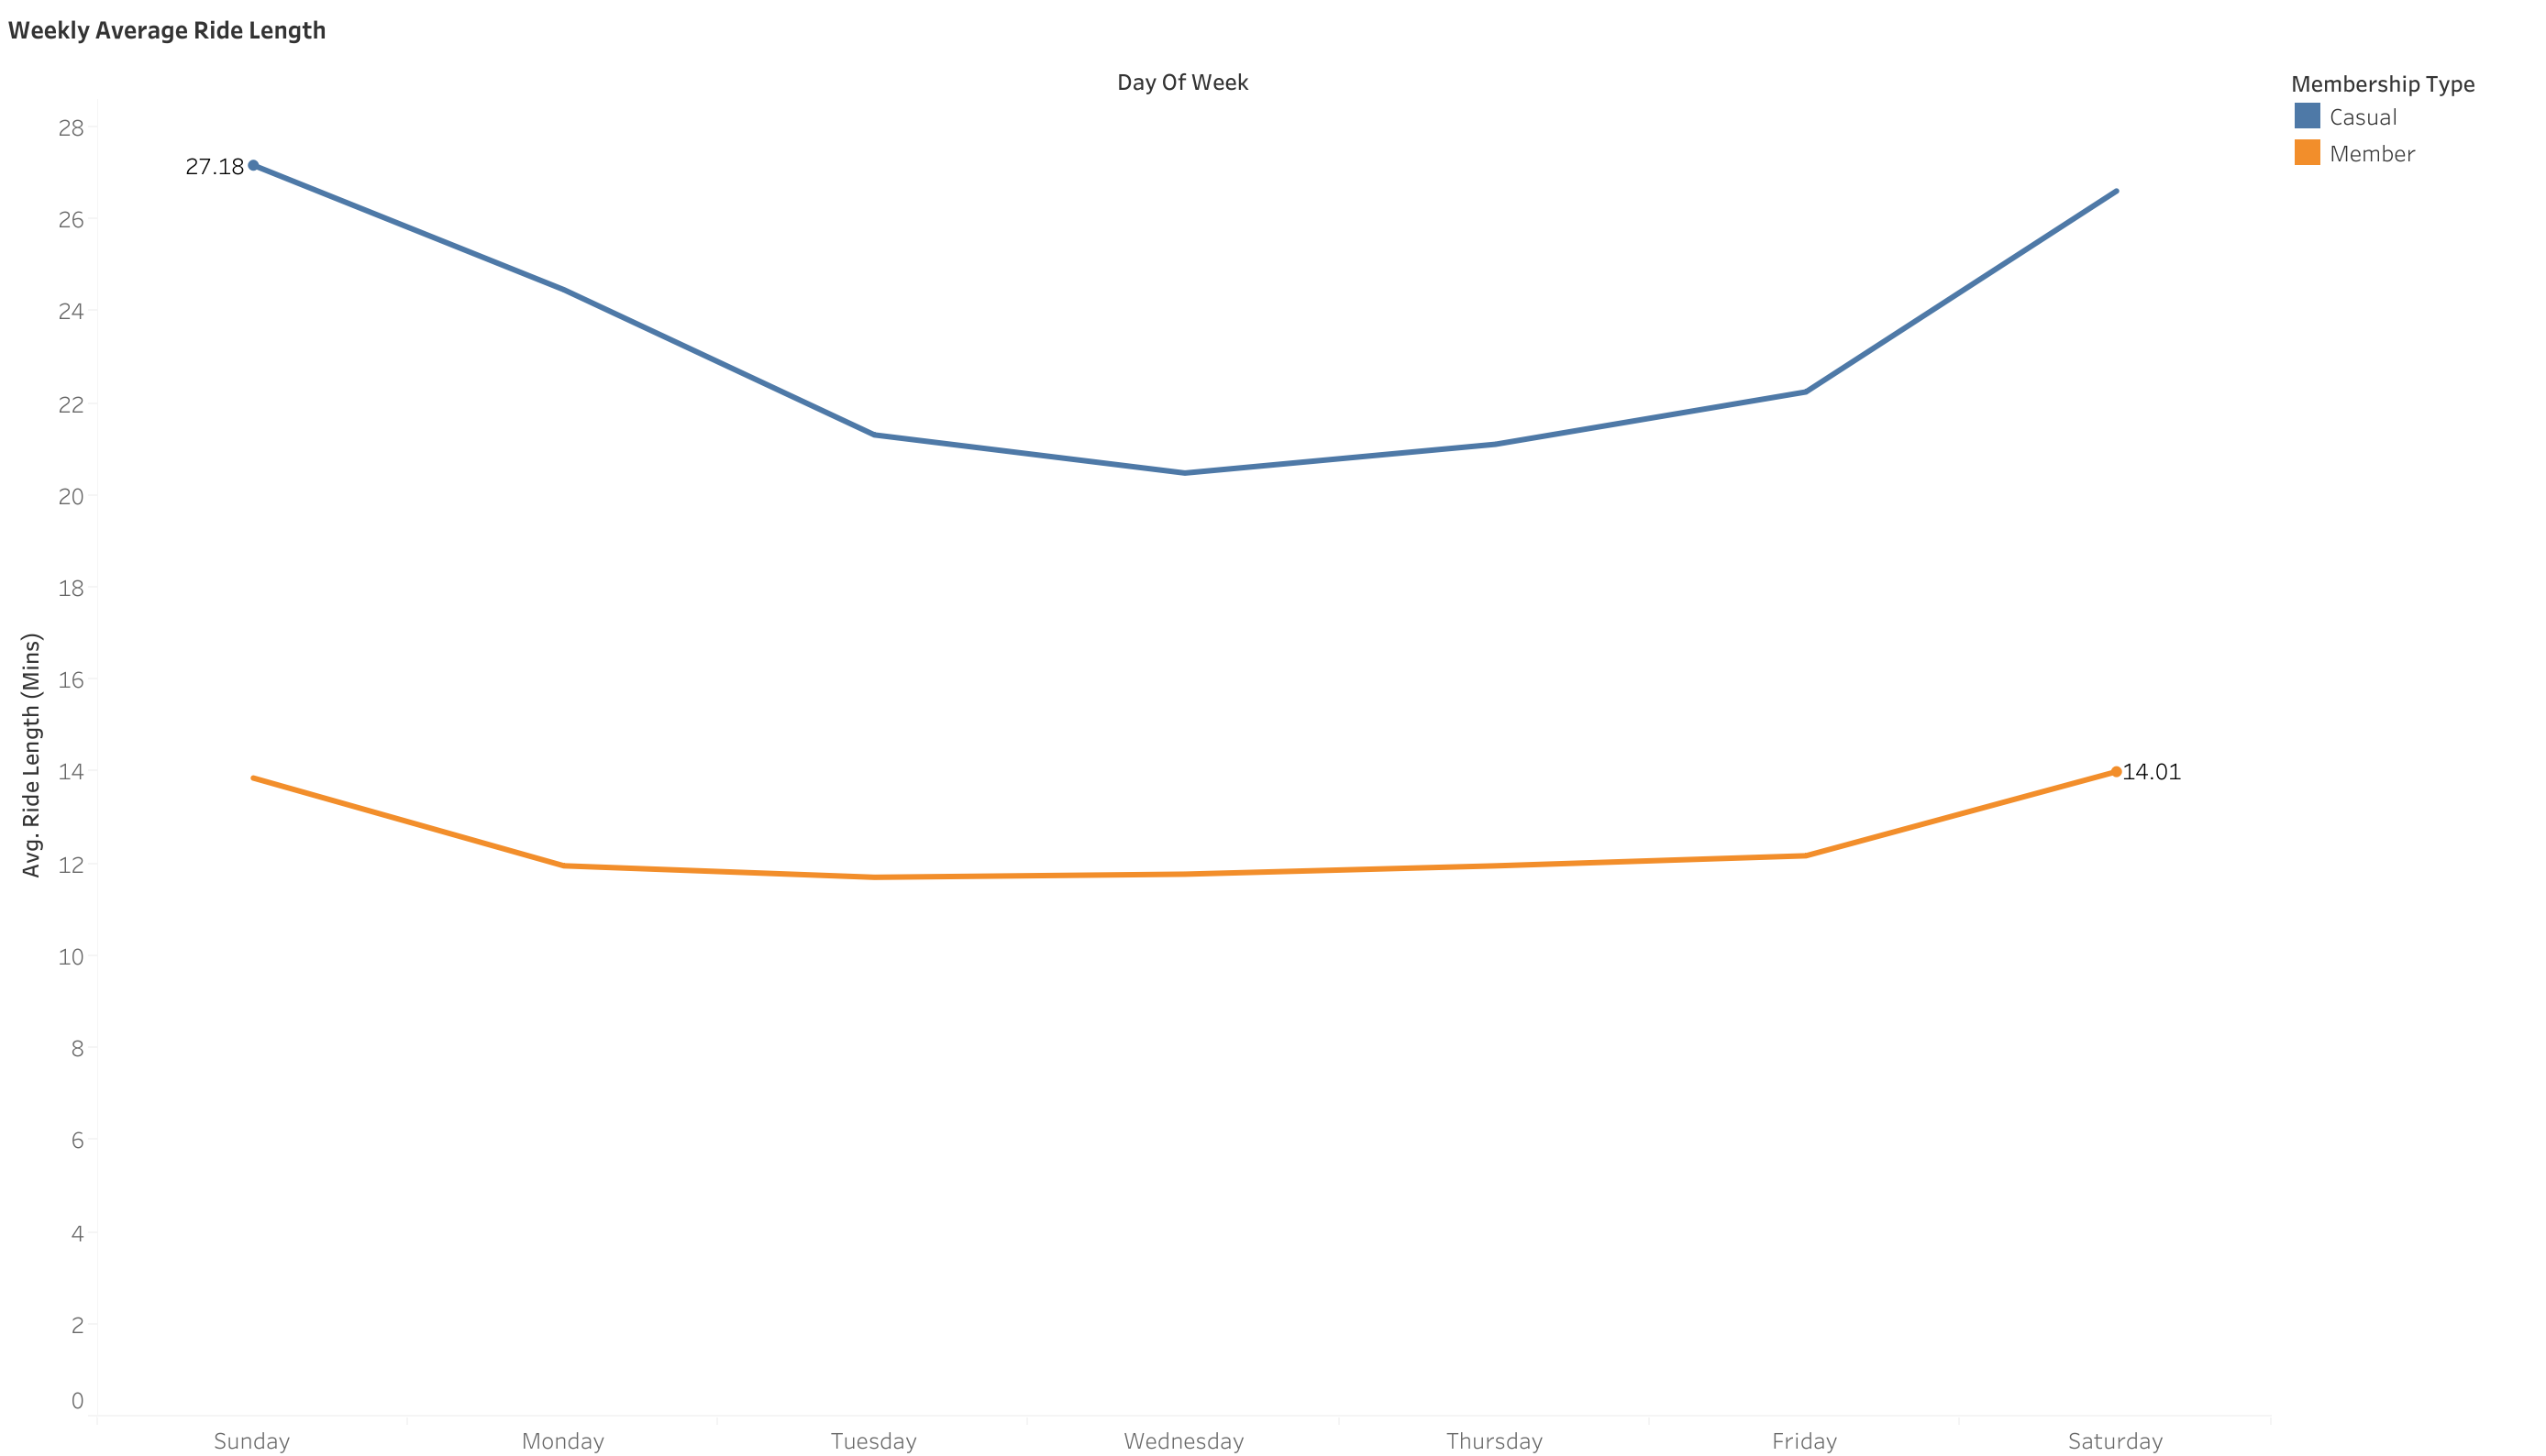 Weekly Average Ride Length
Day Of Week
Membership Type
Casual
Member
Avg. Ride Length (Mins)
28
26
24
22
20
18
16
14
12
10
8
6
4
2
0
27.18
14.01
Sunday
Monday
Tuesday
Wednesday
Thursday
Friday
Saturday